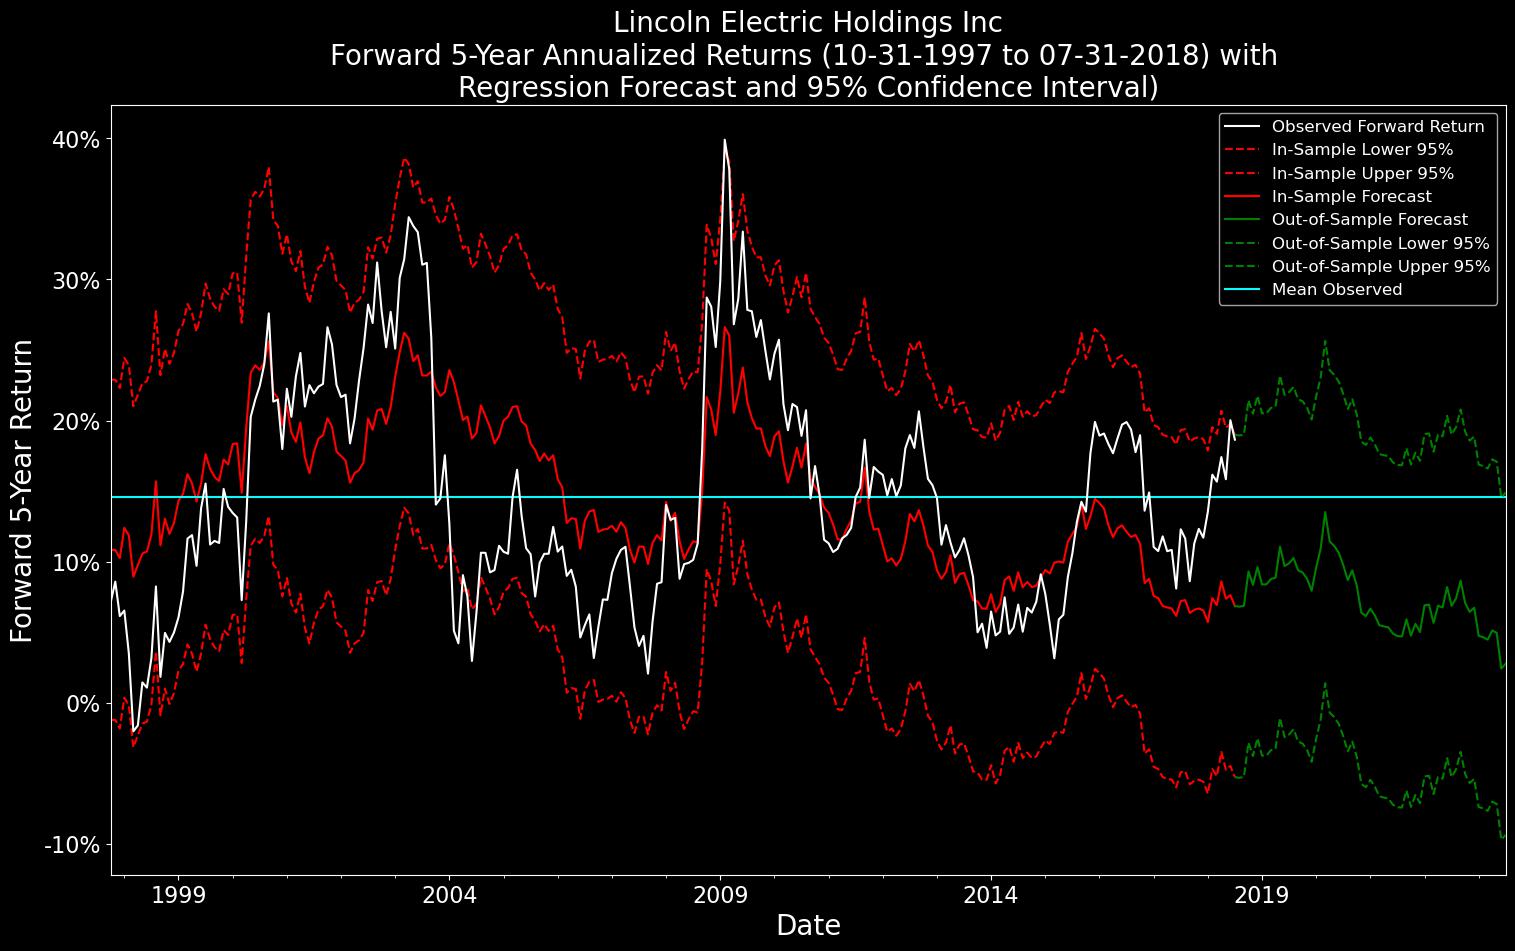 Lincoln Electric Holdings Inc
Forward 5-Year Annualized Returns (10-31-1997 to 07-31-2018) with
Regression Forecast and 95% Confidence Interval)
Observed Forward Return
In-Sample Lower 95%
In-Sample Upper 95%
In-Sample Forecast
Out-of-Sample Forecast
Out-of-Sample Lower 95%
Out-of-Sample Upper 95%
Mean Observed
Forward 5-Year Return
40%
30%
20%
10%
0%
-10%
1999
2004
2009
2014
2019
Date